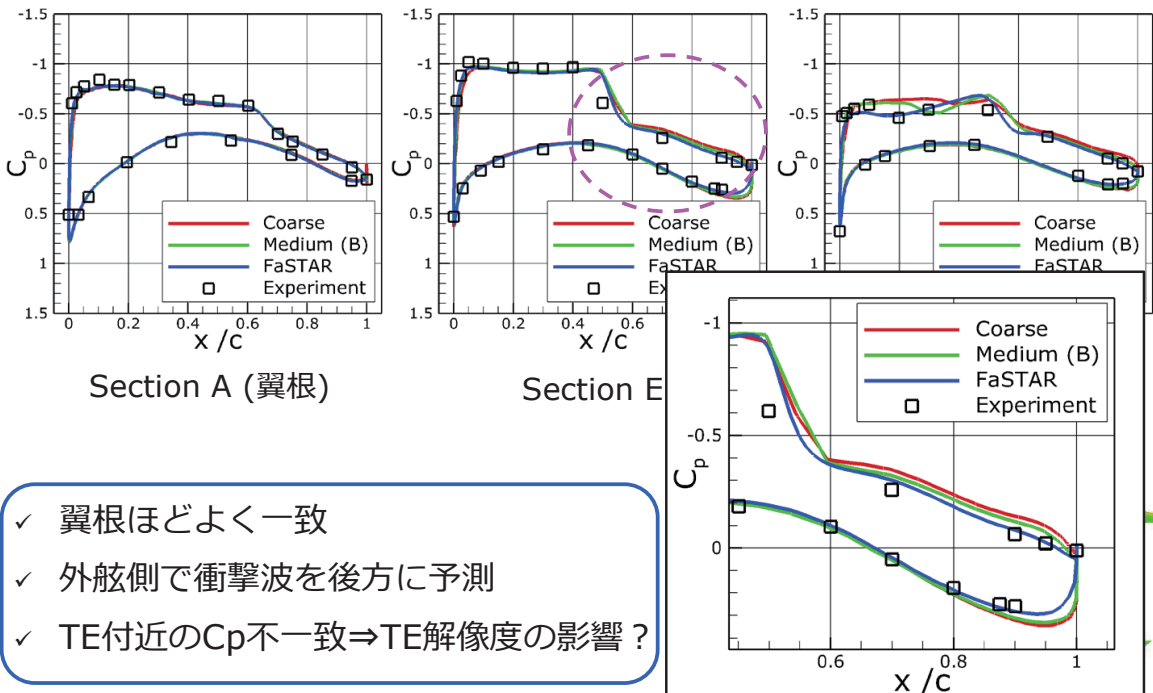 -1.5
-1
-0.5
0
0.5
1
1.5
Cp
0
0.2
0.4
0.6
0.8
1
x /c
Coarse
Medium (B)
FaSTAR
Experiment
Section A (翼根)
-1.5
-1
-0.5
0
0.5
1
1.5
Cp
0
0.2
0.4
0.6
x /c
Coarse
Medium (B)
FaSTAR
Section E
-1.5
-1
-0.5
0
0.5
1
1.5
Cp
Coarse
Medium (B)
FaSTAR
-1
-0.5
0
Cp
0.6
0.8
1
x /c
Coarse
Medium (B)
FaSTAR
Experiment
✓ 翼根ほどよく一致
✓ 外舷側で衝撃波を後方に予測
✓ TE付近のCp不一致⇒TE解像度の影響？